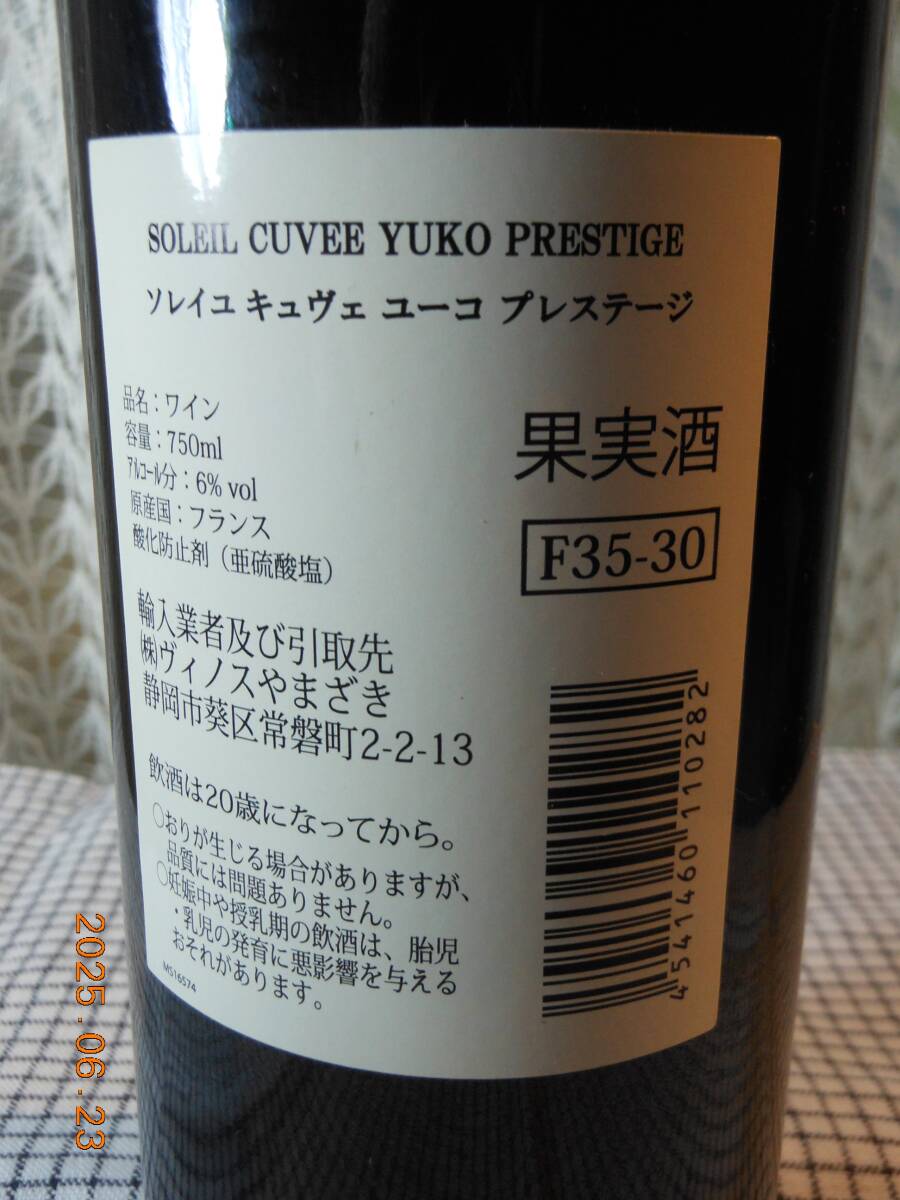 SOLEIL CUVEE YUKO PRESTIGE
ソレイユ キュヴェ ユーコ プレステージ
品名：ワイン
容量：750ml
ｱﾙｺｰﾙ分：6% vol
原産国：フランス
酸化防止剤（亜硫酸塩）
果実酒
F35-30
輸入業者及び引取先
㈱ヴィノスやまざき
静岡市葵区常磐町2-2-13
飲酒は20歳になってから。
○おりが生じる場合がありますが、
品質には問題ありません。
○妊娠中や授乳期の飲酒は、胎児
・乳児の発育に悪影響を与える
おそれがあります。
MS16574
4541460110282
2025.06.23